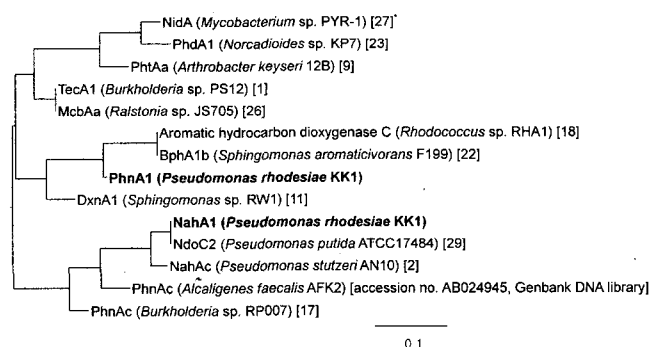 NidA (Mycobacterium sp. PYR-1) [27]
PhdA1 (Norcadioides sp. KP7) [23]
PhtAa (Arthrobacter keyseri 12B) [9]
TecA1 (Burkholderia sp. PS12) [1]
McbAa (Ralstonia sp. JS705) [26]
Aromatic hydrocarbon dioxygenase C (Rhodococcus sp. RHA1) [18]
BphA1b (Sphingomonas aromaticivorans F199) [22]
PhnA1 (Pseudomonas rhodesiae KK1)
DxnA1 (Sphingomonas sp. RW1) [11]
NahA1 (Pseudomonas rhodesiae KK1)
NdoC2 (Pseudomonas putida ATCC17484) [29]
NahAc (Pseudomonas stutzeri AN10) [2]
PhnAc (Alcaligenes faecalis AFK2) [accession no. AB024945, Genbank DNA library]
PhnAc (Burkholderia sp. RP007) [17]
0.1